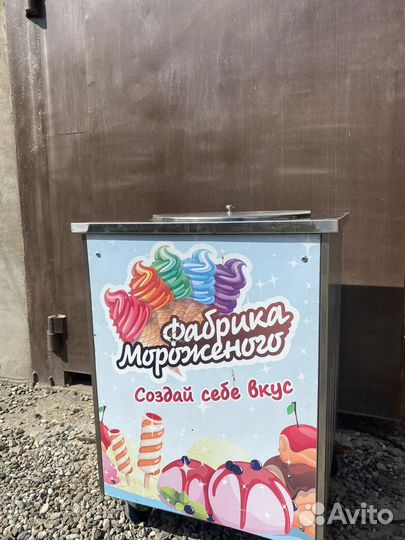 Фабрика
Мороженого
Создай себе вкус
Avito